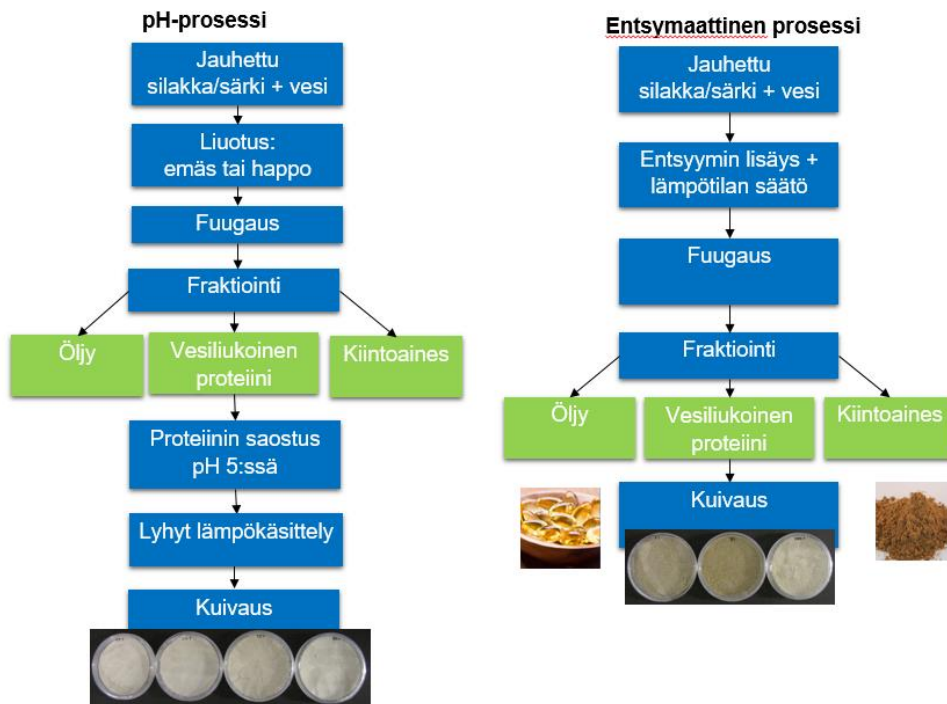 pH-prosessi
Jauhettu
silakka/särki + vesi
Liuotus:
emäs tai happo
Fuugaus
Fraktiointi
Öljy
Vesiliukoinen
proteiini
Kiintoaines
Proteiinin saostus
pH 5:ssä
Lyhyt lämpökäsittely
Kuivaus
Entsymaattinen prosessi
Jauhettu
silakka/särki + vesi
Entsyymin lisäys +
lämpötilan säätö
Fuugaus
Fraktiointi
Öljy
Vesiliukoinen
proteiini
Kiintoaines
Kuivaus